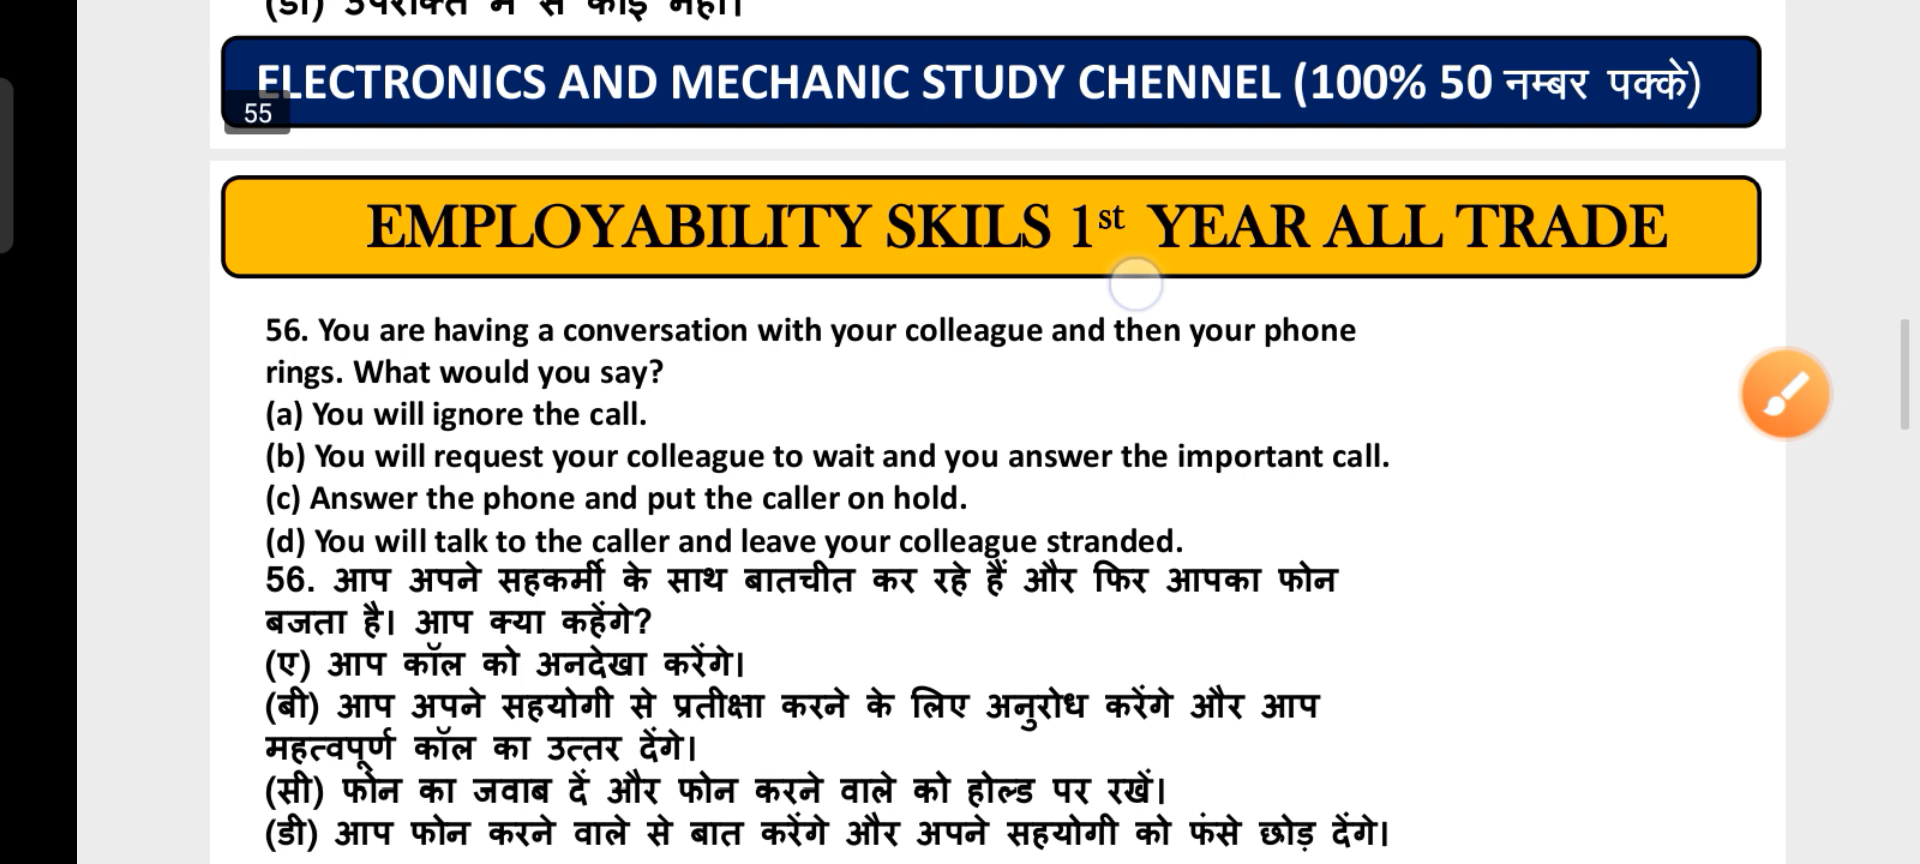 (डी) उपरोक्त में से कोई नहीं।
ELECTRONICS AND MECHANIC STUDY CHENNEL (100% 50 नम्बर पक्के)
55
EMPLOYABILITY SKILS 1st YEAR ALL TRADE
56. You are having a conversation with your colleague and then your phone
rings. What would you say?
(a) You will ignore the call.
(b) You will request your colleague to wait and you answer the important call.
(c) Answer the phone and put the caller on hold.
(d) You will talk to the caller and leave your colleague stranded.
56. आप अपने सहकर्मी के साथ बातचीत कर रहे हैं और फिर आपका फोन
बजता है। आप क्या कहेंगे?
(ए) आप कॉल को अनदेखा करेंगे।
(बी) आप अपने सहयोगी से प्रतीक्षा करने के लिए अनुरोध करेंगे और आप
महत्वपूर्ण कॉल का उत्तर देंगे।
(सी) फोन का जवाब दें और फोन करने वाले को होल्ड पर रखें।
(डी) आप फोन करने वाले से बात करेंगे और अपने सहयोगी को फंसे छोड़ देंगे।